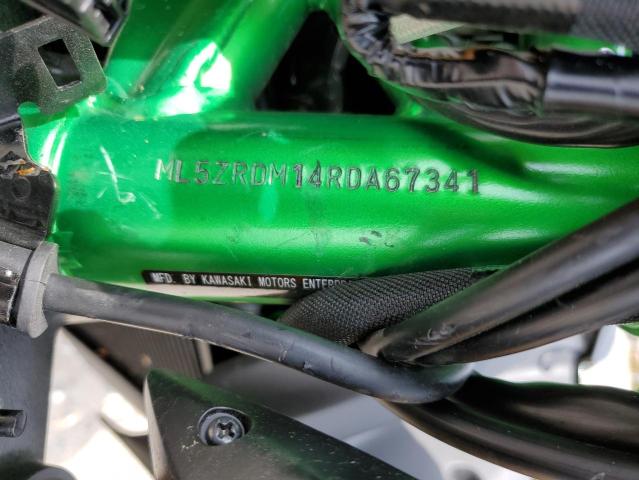 ML5ZRDM14RDA67341
MFD. BY KAWASAKI MOTORS